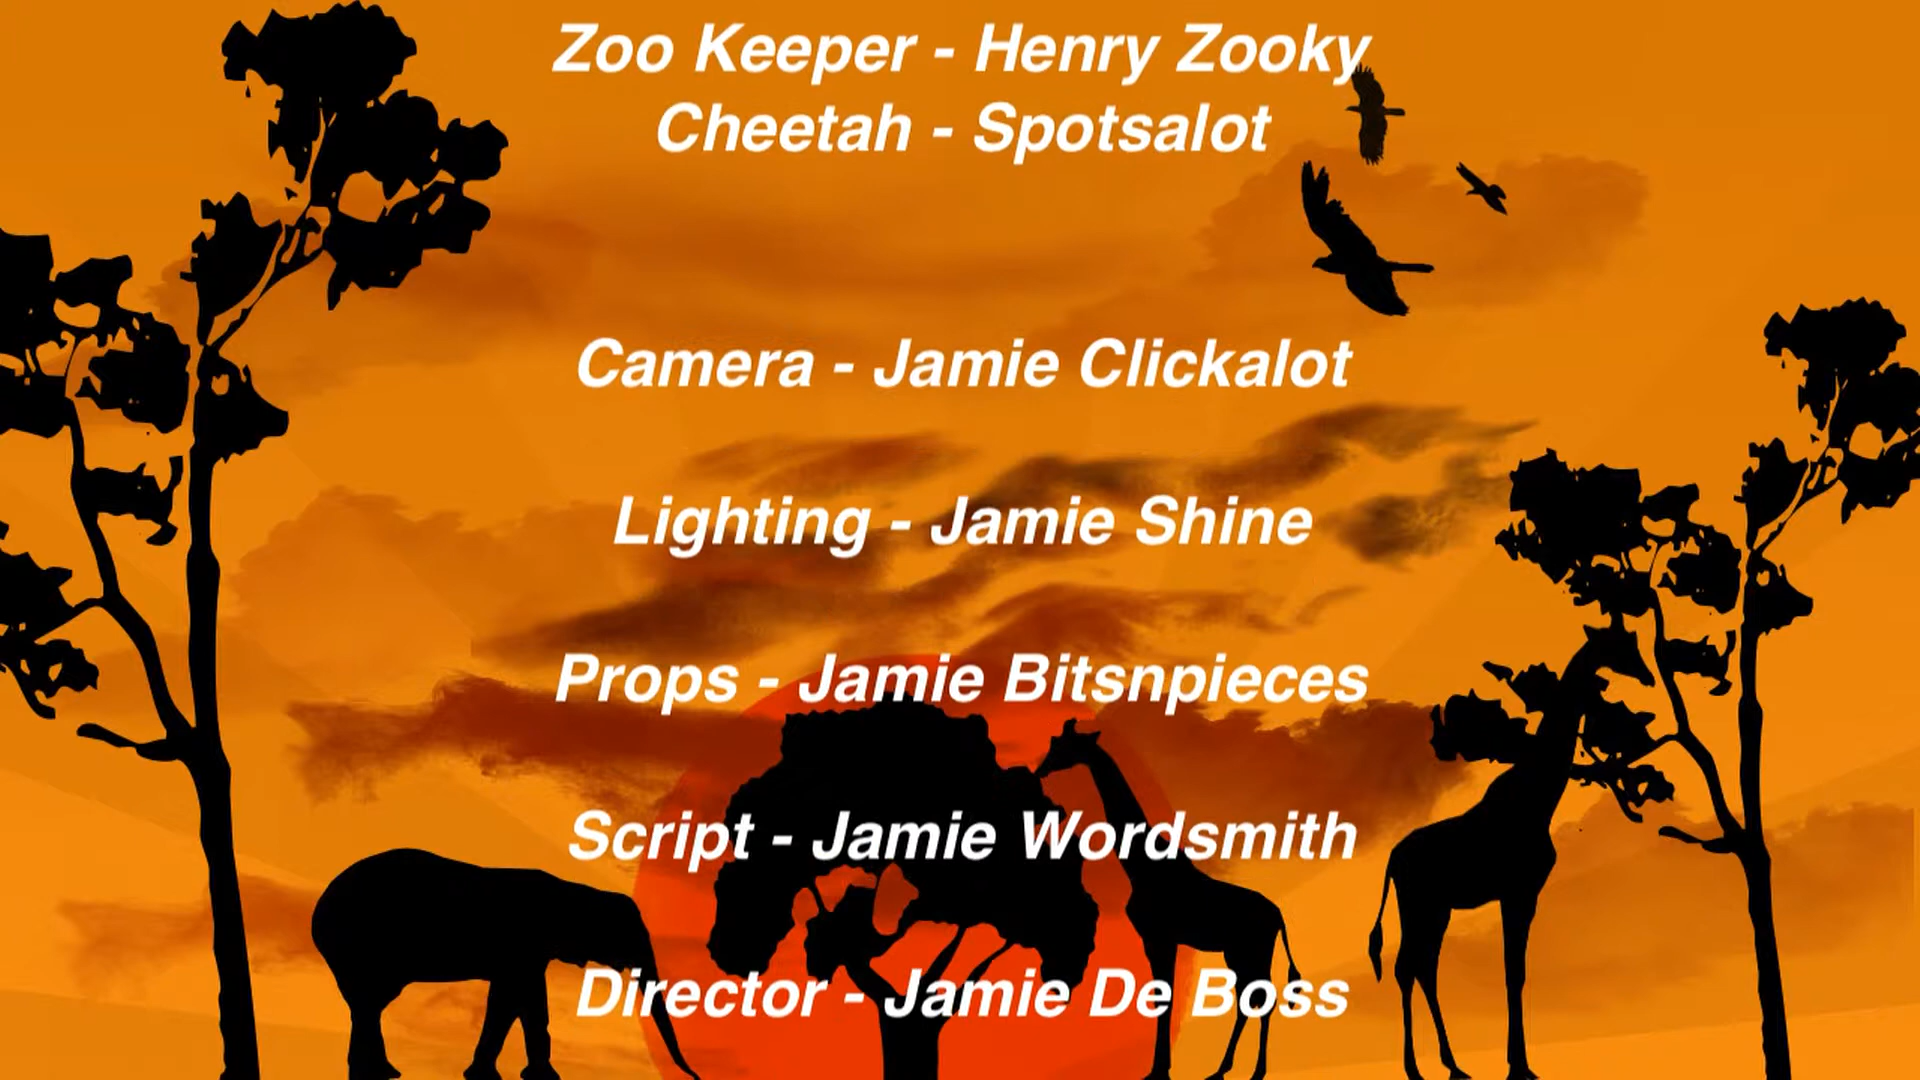 Zoo Keeper - Henry Zooky
Cheetah - Spotsalot
Camera - Jamie Clickalot
Lighting - Jamie Shine
Props - Jamie Bitsnpieces
Script - Jamie Wordsmith
Director - Jamie De Boss